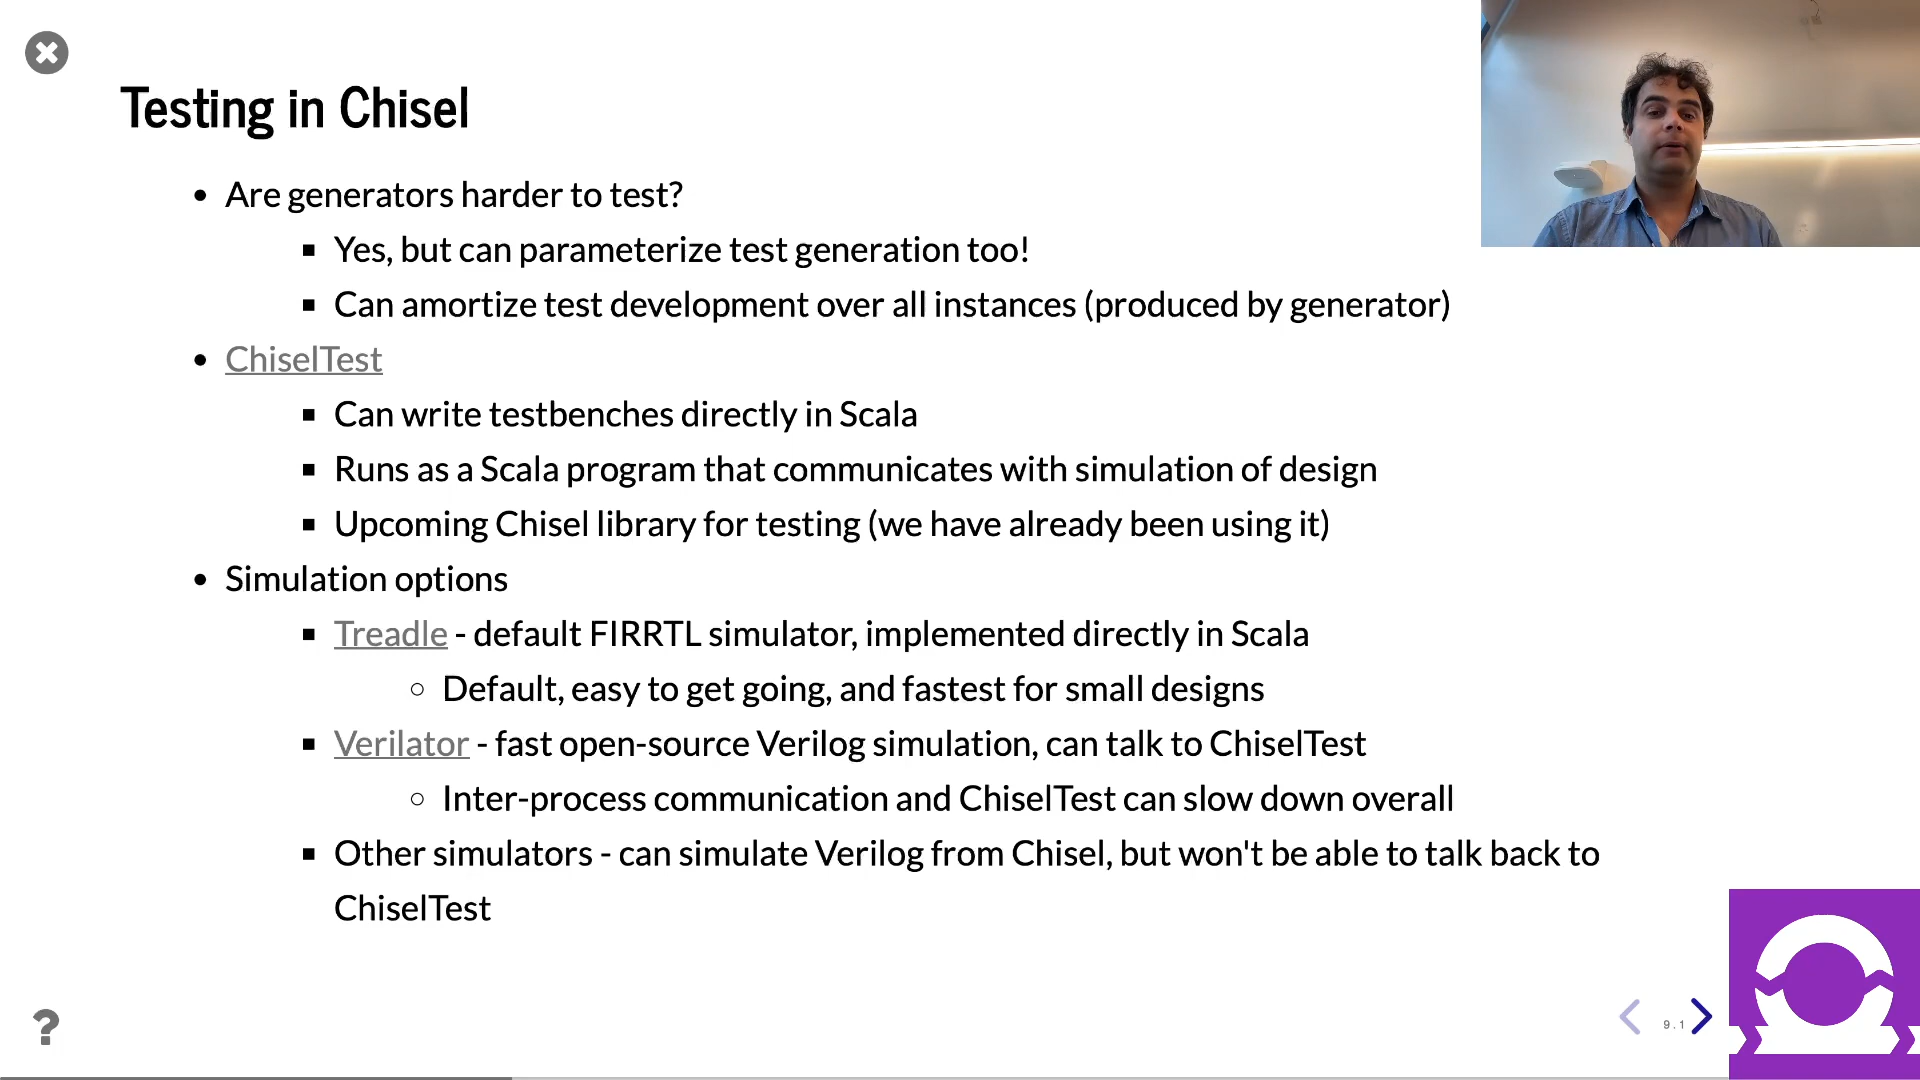 Testing in Chisel
Are generators harder to test?
Yes, but can parameterize test generation too!
Can amortize test development over all instances (produced by generator)
ChiselTest
Can write testbenches directly in Scala
Runs as a Scala program that communicates with simulation of design
Upcoming Chisel library for testing (we have already been using it)
Simulation options
Treadle - default FIRRTL simulator, implemented directly in Scala
Default, easy to get going, and fastest for small designs
Verilator - fast open-source Verilog simulation, can talk to ChiselTest
Inter-process communication and ChiselTest can slow down overall
Other simulators - can simulate Verilog from Chisel, but won't be able to talk back to
ChiselTest
?
9.1